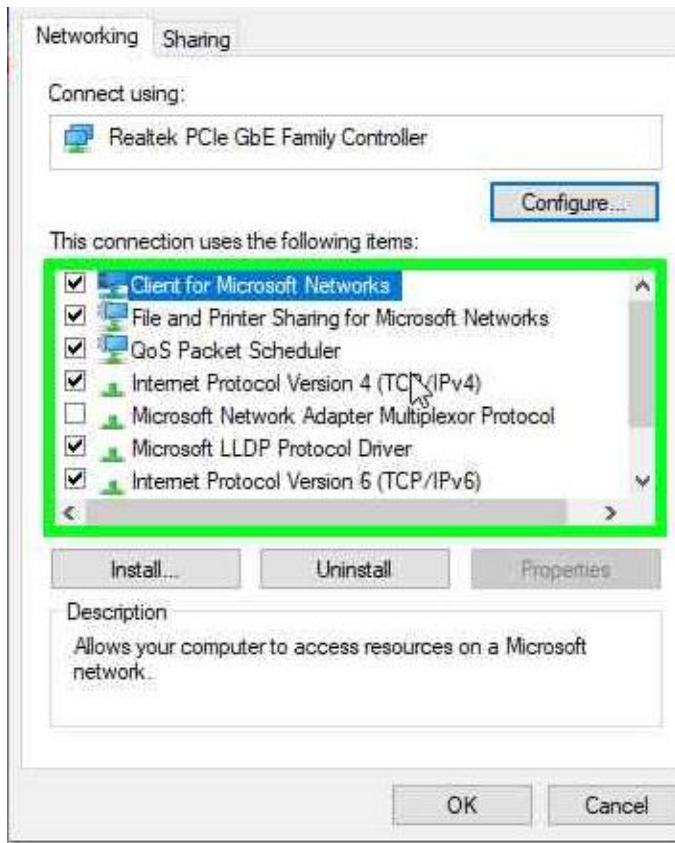 Networking Sharing
Connect using:
Realtek PCIe GbE Family Controller
Configure...
This connection uses the following items:
Client for Microsoft Networks
File and Printer Sharing for Microsoft Networks
QoS Packet Scheduler
Internet Protocol Version 4 (TCP/IPv4)
Microsoft Network Adapter Multiplexor Protocol
Microsoft LLDP Protocol Driver
Internet Protocol Version 6 (TCP/IPv6)
Install... Uninstall Properties
Description
Allows your computer to access resources on a Microsoft
network.
OK Cancel